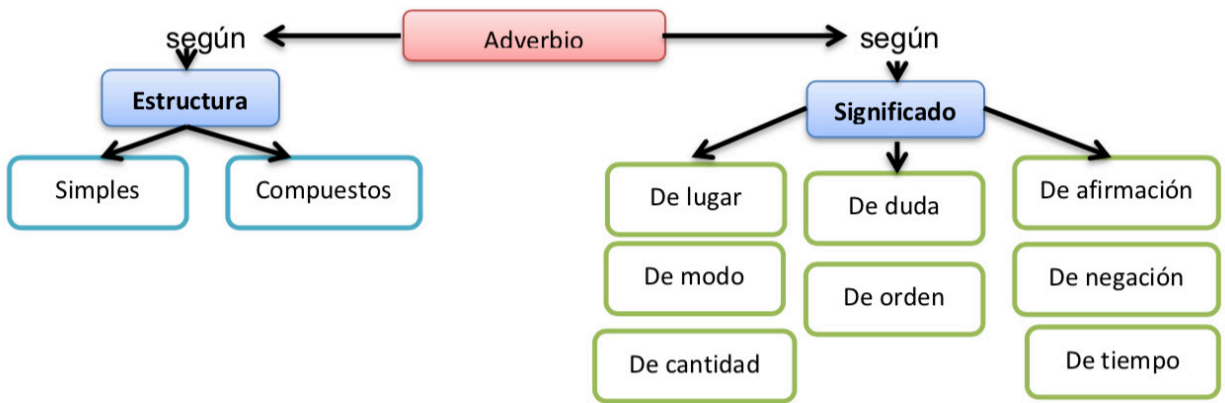 Adverbio
según
según
Estructura
Significado
Simples
Compuestos
De lugar
De duda
De afirmación
De modo
De orden
De negación
De cantidad
De tiempo